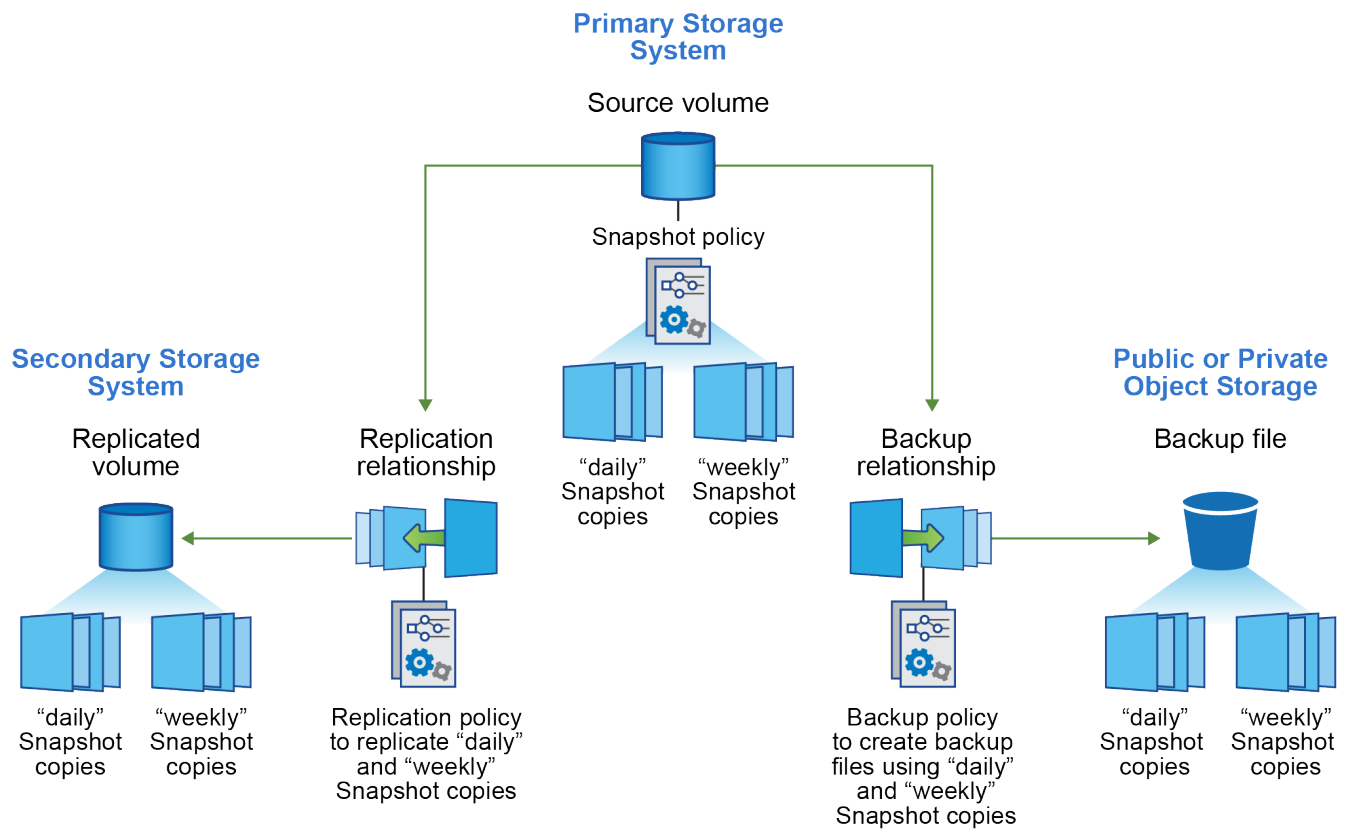 Primary Storage
System
Source volume
Snapshot policy
“daily”
Snapshot
copies
“weekly”
Snapshot
copies
Secondary Storage
System
Replicated
volume
“daily”
Snapshot
copies
“weekly”
Snapshot
copies
Replication
relationship
Replication policy
to replicate “daily”
and “weekly”
Snapshot copies
Backup
relationship
Backup policy
to create backup
files using “daily”
and “weekly”
Snapshot copies
Public or Private
Object Storage
Backup file
“daily”
Snapshot
copies
“weekly”
Snapshot
copies